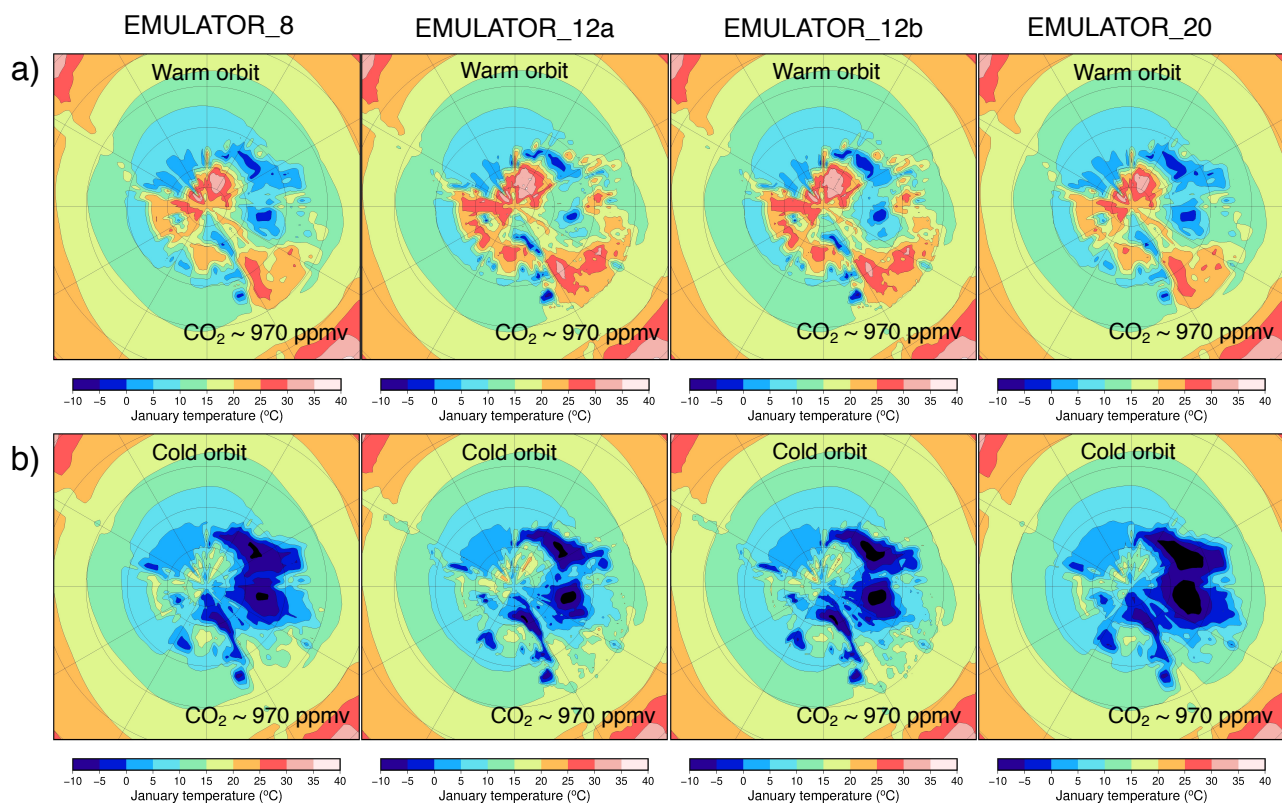 EMULATOR_8 EMULATOR_12a EMULATOR_12b EMULATOR_20
a)
Warm orbit Warm orbit Warm orbit Warm orbit
CO₂ ~ 970 ppmv CO₂ ~ 970 ppmv CO₂ ~ 970 ppmv CO₂ ~ 970 ppmv
−10 −5 0 5 10 15 20 25 30 35 40 −10 −5 0 5 10 15 20 25 30 35 40 −10 −5 0 5 10 15 20 25 30 35 40 −10 −5 0 5 10 15 20 25 30 35 40
January temperature (°C) January temperature (°C) January temperature (°C) January temperature (°C)
b)
Cold orbit Cold orbit Cold orbit Cold orbit
CO₂ ~ 970 ppmv CO₂ ~ 970 ppmv CO₂ ~ 970 ppmv CO₂ ~ 970 ppmv
−10 −5 0 5 10 15 20 25 30 35 40 −10 −5 0 5 10 15 20 25 30 35 40 −10 −5 0 5 10 15 20 25 30 35 40 −10 −5 0 5 10 15 20 25 30 35 40
January temperature (°C) January temperature (°C) January temperature (°C) January temperature (°C)